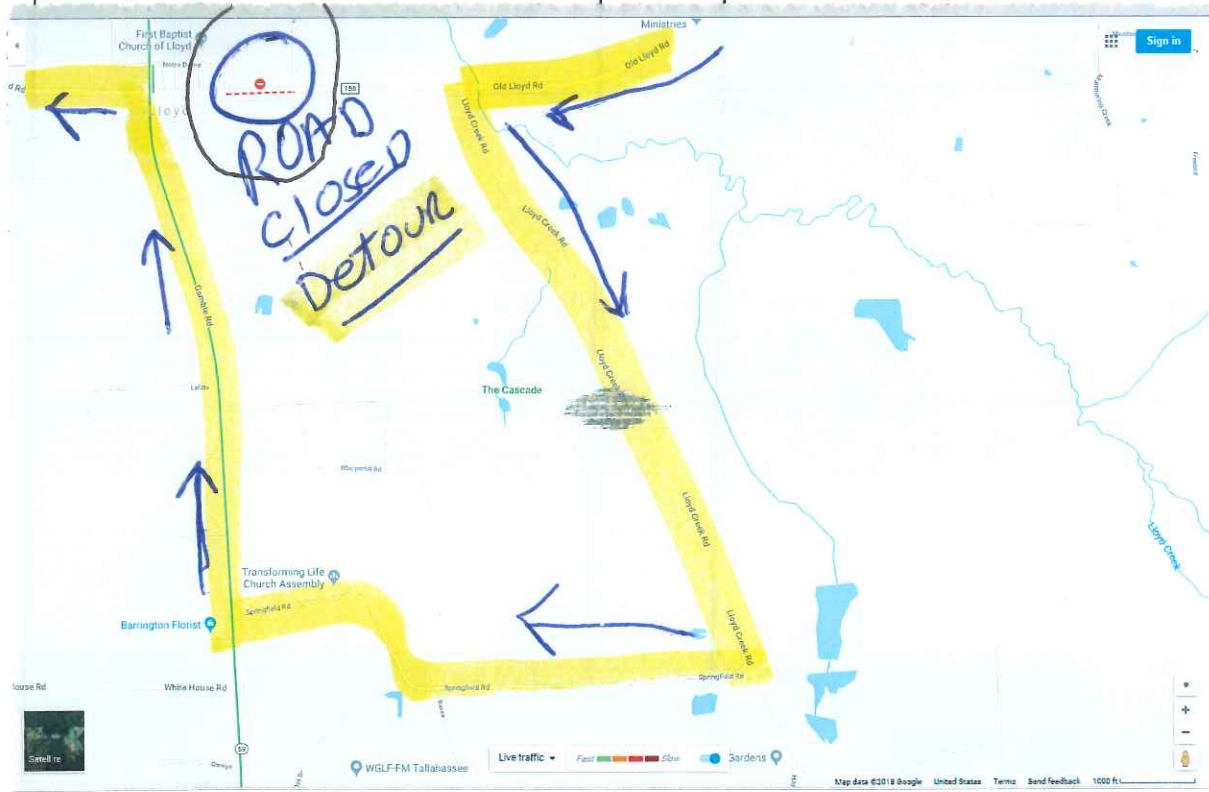 First Baptist
Church of Lloyd
Notre Dame
d Rd
Lloyd
158
ROAD
Closed
Detour
Ministries
Old Lloyd Rd
Old Lloyd Rd
Sign in
Lloyd Creek Rd
Lloyd Creek Rd
Gamble Rd
The Cascade
Lloyd Creek Rd
Lloyd Creek
Transforming Life
Church Assembly
Springfield Rd
Barrington Florist
Lloyd Creek Rd
Springfield Rd
Springfield Rd
ouse Rd
White House Rd
Satellite
59
WGLF-FM Tallahassee
Live traffic
Fast
Slow
Gardens
Map data ©2018 Google
United States
Terms
Send feedback
1000 ft